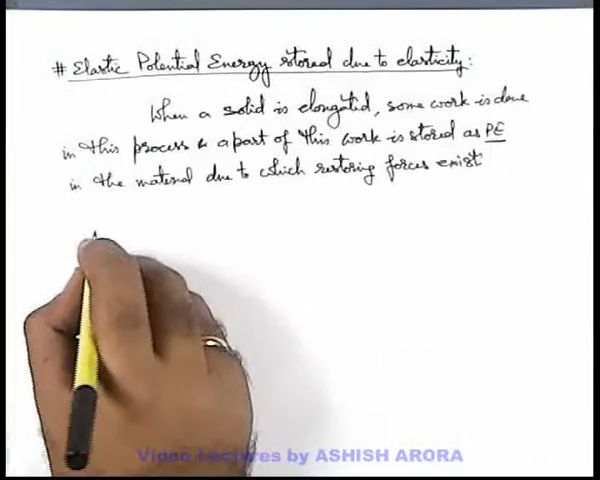 # Elastic Potential Energy stored due to elasticity:
When a solid is elongated, some work is done
in this process & a part of this work is stored as PE
in the material due to which restoring forces exist
Video Lectures by ASHISH ARORA